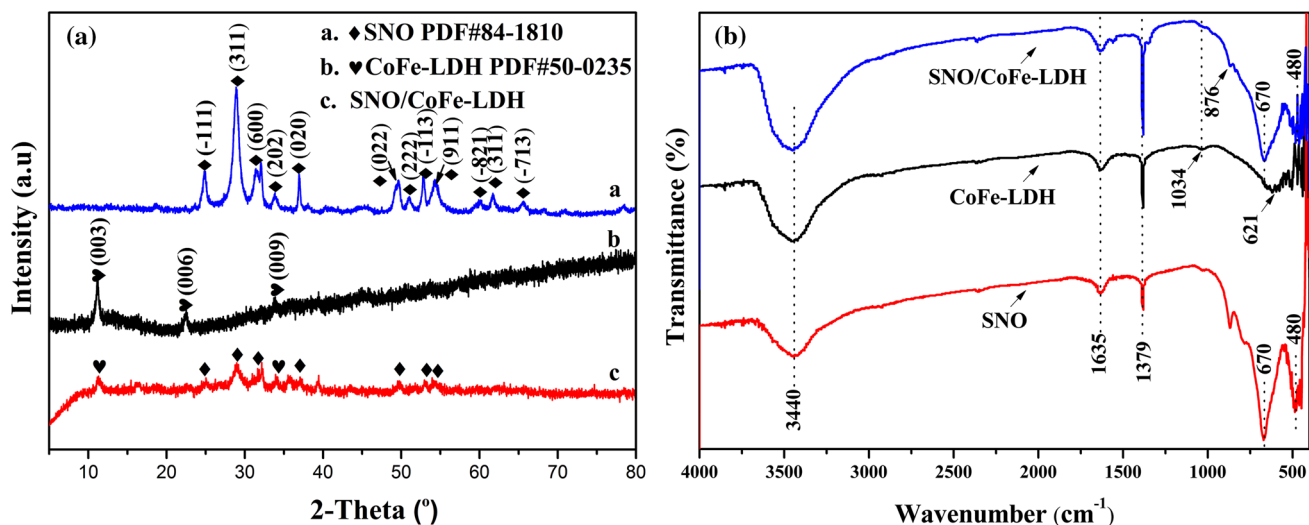 (a)
a. ♦ SNO PDF#84-1810
b. ♥ CoFe-LDH PDF#50-0235
c. SNO/CoFe-LDH
(-111)
(311)
(600)
(202)
(020)
(022)
(222)
(-113)
(911)
(-821)
(311)
(-713)
a
(003)
(006)
(009)
b
c
Intensity (a.u)
10 20 30 40 50 60 70 80
2-Theta (°)
(b)
SNO/CoFe-LDH
876
670
480
CoFe-LDH
1034
621
SNO
3440
1635
1379
670
480
Transmittance (%)
4000 3500 3000 2500 2000 1500 1000 500
Wavenumber (cm⁻¹)